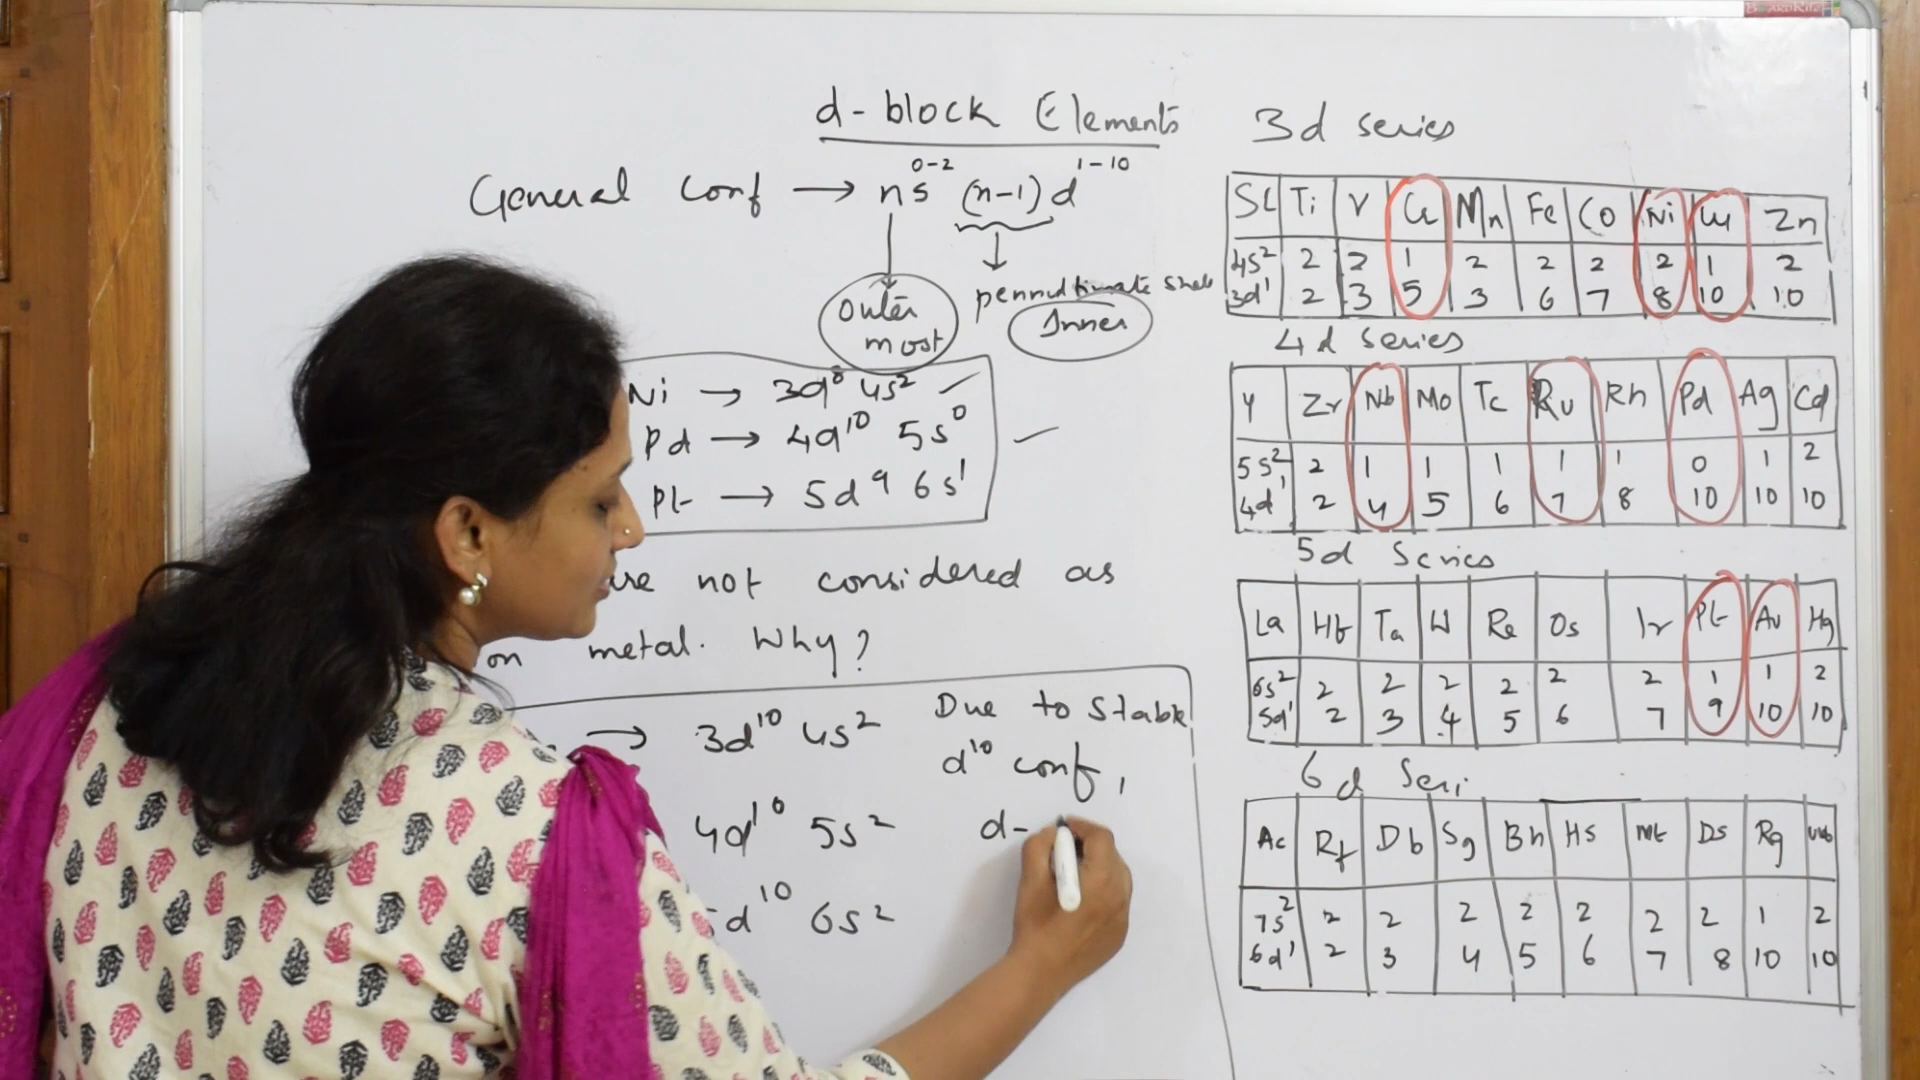 d-block Elements
General Conf → ns⁰⁻² (n-1)d¹⁻¹⁰
Outer most
penultimate
Inner
Ni → 3d⁸ 4s²
Pd → 4d¹⁰ 5s⁰
Pt → 5d⁹ 6s¹
not considered as
on metal. Why?
→ 3d¹⁰ 4s²
4d¹⁰ 5s²
d¹⁰ 6s²
Due to Stable
d¹⁰ conf,
d-
3d series
Sc Ti V Cr Mn Fe Co Ni Cu Zn
4s² 2 2 1 2 2 2 2 1 2
3d¹ 2 3 5 3 6 7 8 10 10
4d series
Y Zr Nb Mo Tc Ru Rh Pd Ag Cd
5s² 2 1 1 1 1 1 0 1 2
4d¹ 2 4 5 6 7 8 10 10 10
5d Series
La Hf Ta W Re Os Ir Pt Au Hg
6s² 2 2 2 2 2 2 1 1 2
5d¹ 2 3 4 5 6 7 9 10 10
6d Seri
Ac Rf Db Sg Bh Hs Mt Ds Rg Uub
7s² 2 2 2 2 2 2 2 1 2
6d¹ 2 3 4 5 6 7 8 10 10